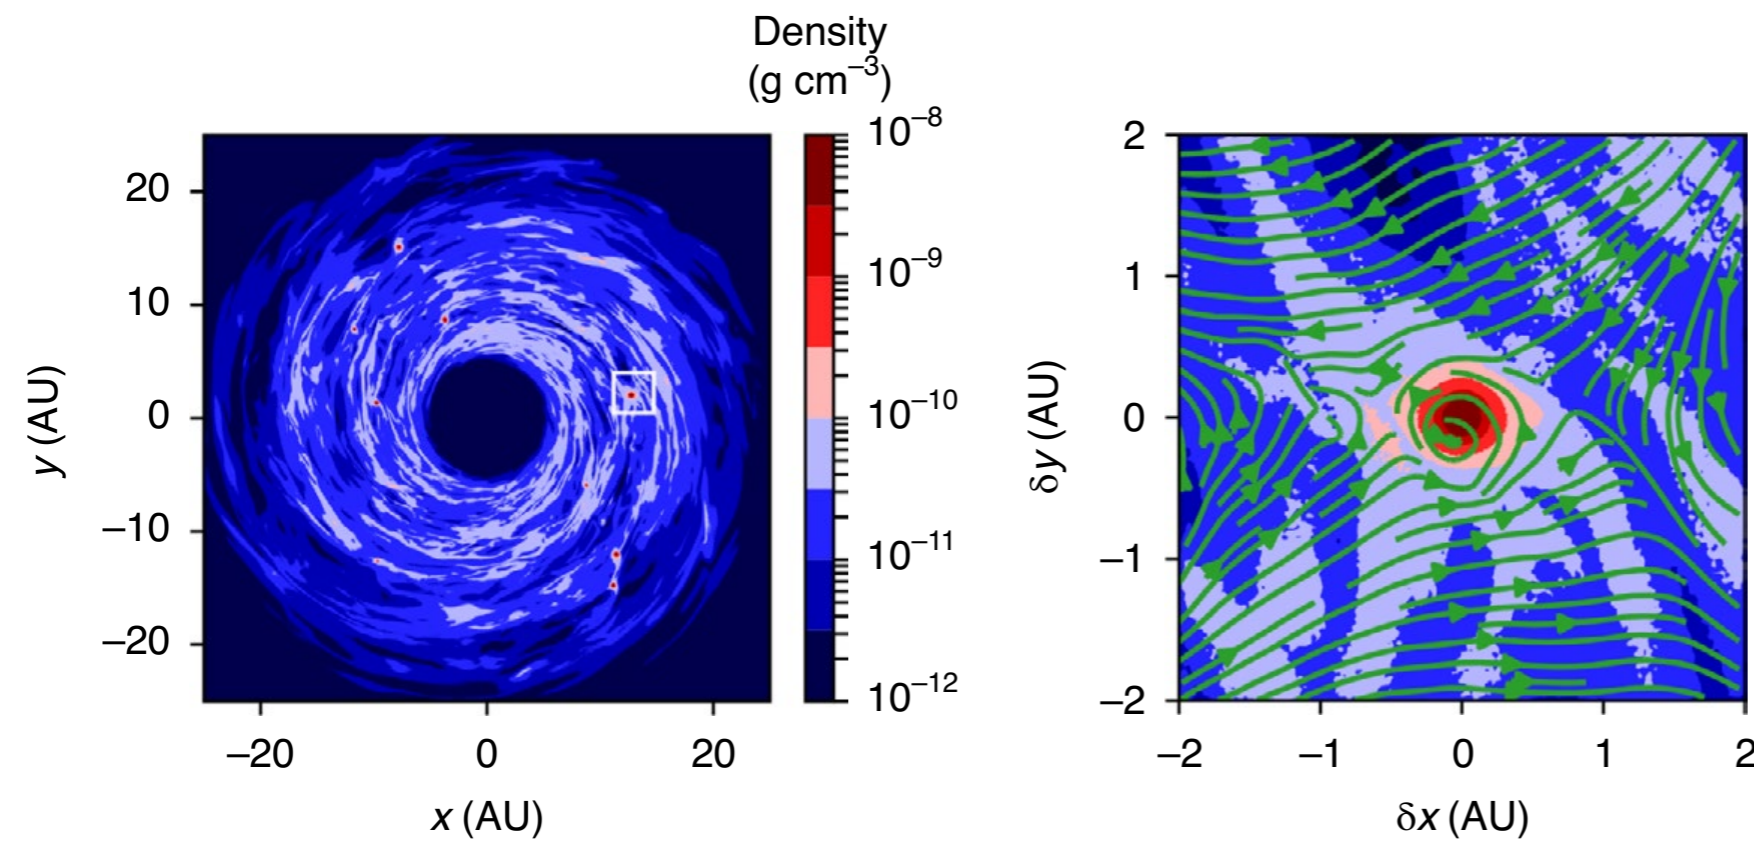 Density
(g cm⁻³)
10⁻⁸
10⁻⁹
10⁻¹⁰
10⁻¹¹
10⁻¹²
20
10
0
–10
–20
y (AU)
–20 0 20
x (AU)
2
1
0
–1
–2
δy (AU)
–2 –1 0 1 2
δx (AU)